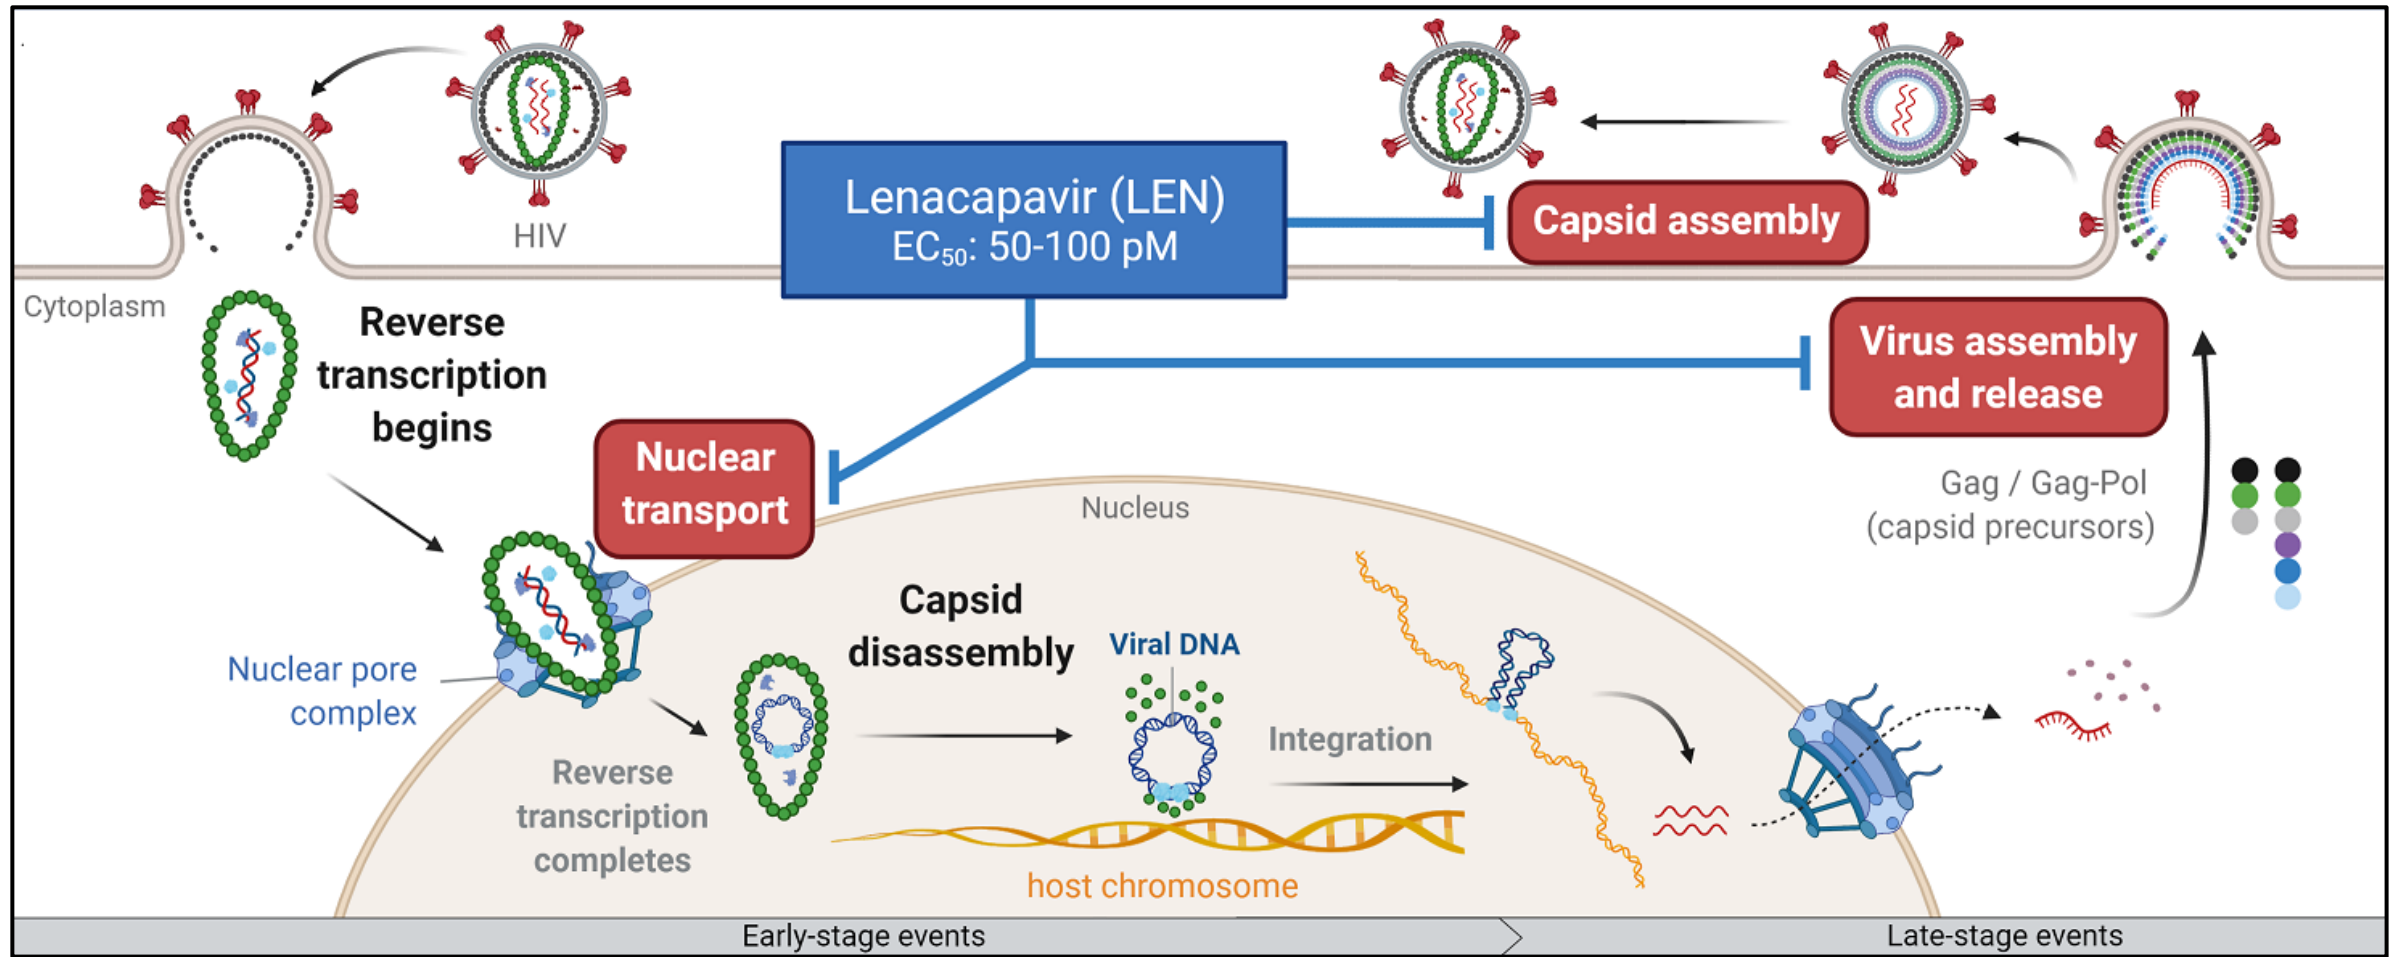 HIV
Cytoplasm
Reverse
transcription
begins
Lenacapavir (LEN)
EC₅₀: 50-100 pM
Capsid assembly
Virus assembly
and release
Nuclear
transport
Nucleus
Gag / Gag-Pol
(capsid precursors)
Nuclear pore
complex
Reverse
transcription
completes
Capsid
disassembly
Viral DNA
Integration
host chromosome
Early-stage events
Late-stage events